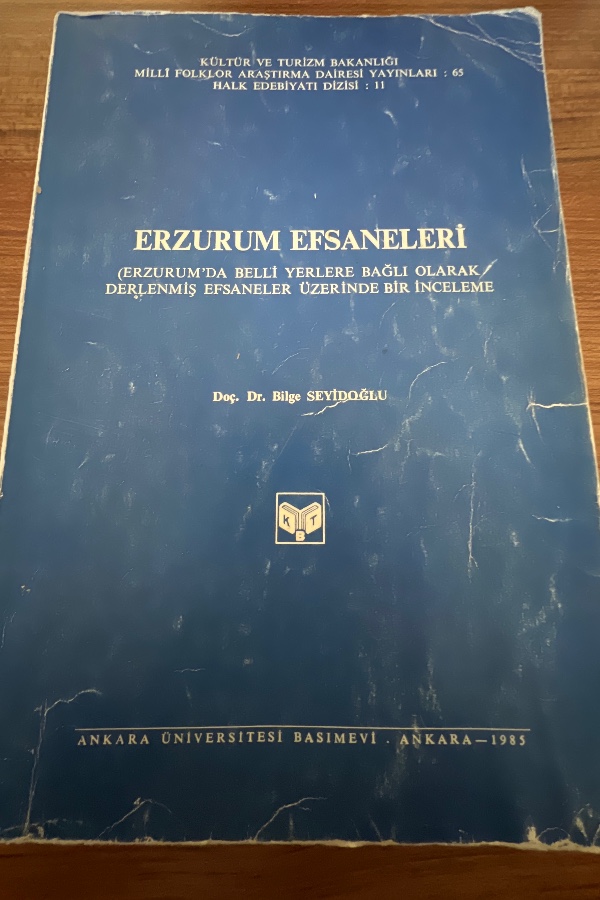 KÜLTÜR VE TURİZM BAKANLIĞI
MİLLÎ FOLKLOR ARAŞTIRMA DAİRESİ YAYINLARI : 65
HALK EDEBİYATI DİZİSİ : 11
ERZURUM EFSANELERİ
(ERZURUM'DA BELLİ YERLERE BAĞLI OLARAK
DERLENMİŞ EFSANELER ÜZERİNDE BİR İNCELEME
Doç. Dr. Bilge SEYİDOĞLU
K T
B
ANKARA ÜNİVERSİTESİ BASIMEVİ . ANKARA—1985